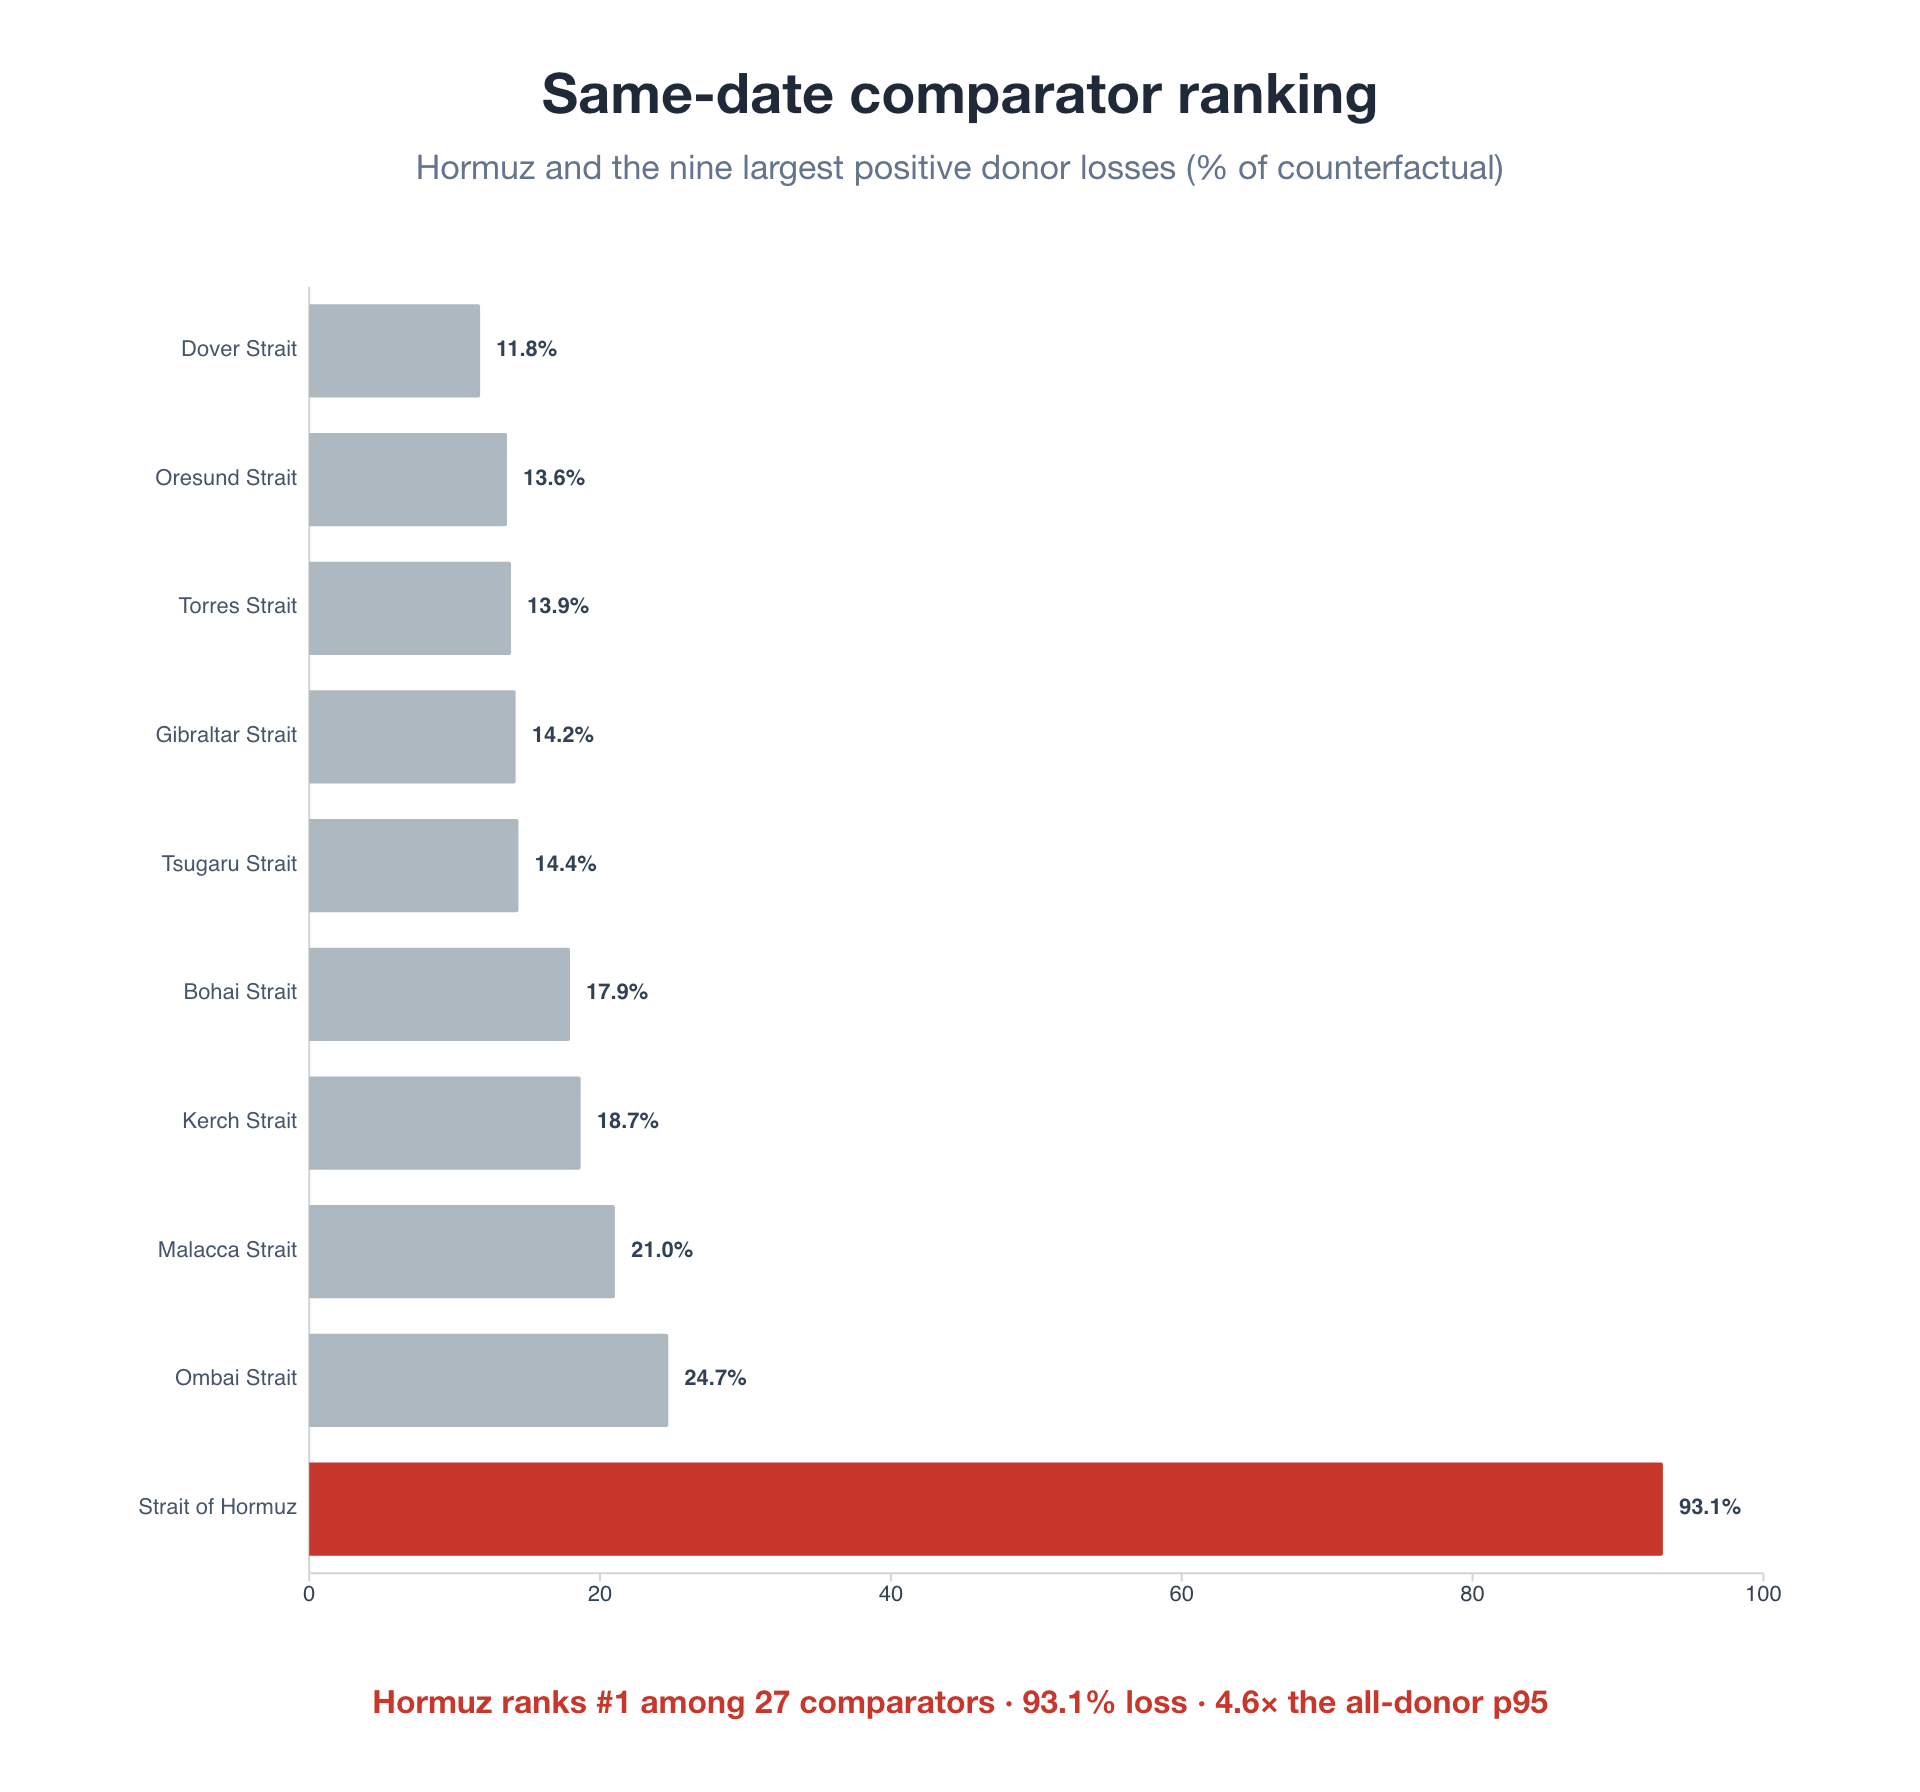 Same-date comparator ranking
Hormuz and the nine largest positive donor losses (% of counterfactual)
Dover Strait 11.8%
Oresund Strait 13.6%
Torres Strait 13.9%
Gibraltar Strait 14.2%
Tsugaru Strait 14.4%
Bohai Strait 17.9%
Kerch Strait 18.7%
Malacca Strait 21.0%
Ombai Strait 24.7%
Strait of Hormuz 93.1%
0 20 40 60 80 100
Hormuz ranks #1 among 27 comparators · 93.1% loss · 4.6× the all-donor p95